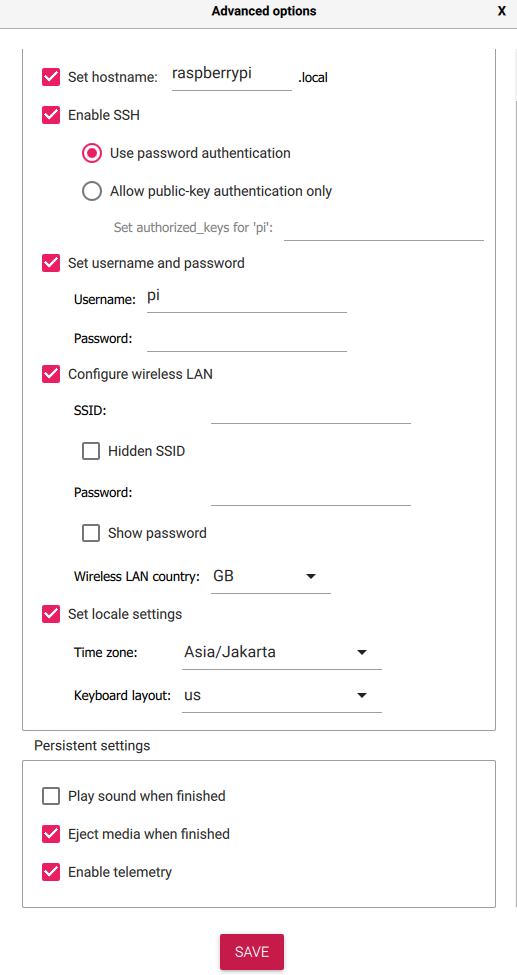 Advanced options X
Set hostname: raspberrypi .local
Enable SSH
Use password authentication
Allow public-key authentication only
Set authorized_keys for 'pi':
Set username and password
Username: pi
Password:
Configure wireless LAN
SSID:
Hidden SSID
Password:
Show password
Wireless LAN country: GB
Set locale settings
Time zone: Asia/Jakarta
Keyboard layout: us
Persistent settings
Play sound when finished
Eject media when finished
Enable telemetry
SAVE